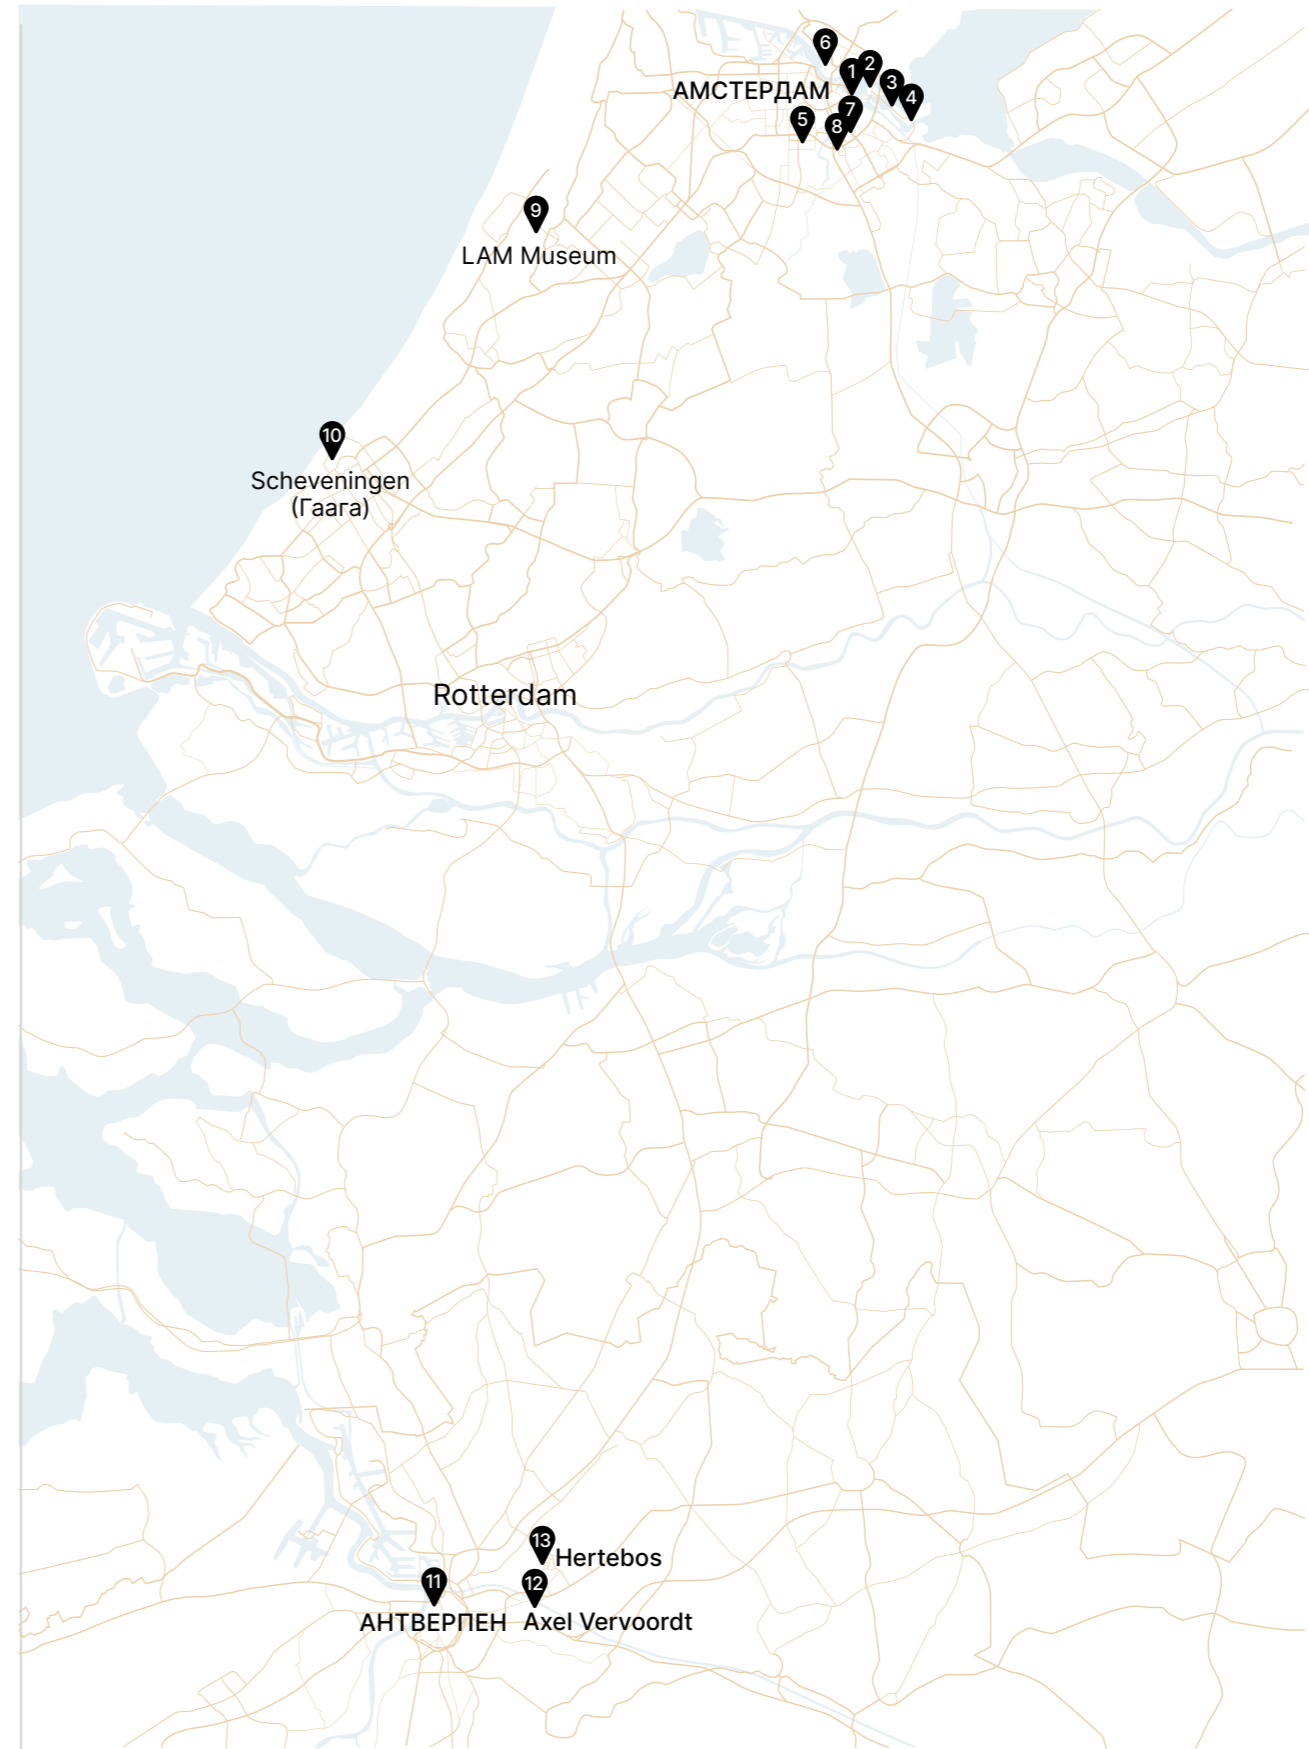 6
1
2
3
4
АМСТЕРДАМ
5
8
7
9
LAM Museum
10
Scheveningen
(Гаага)
Rotterdam
13
Hertebos
11
12
АНТВЕРПЕН
Axel Vervoordt